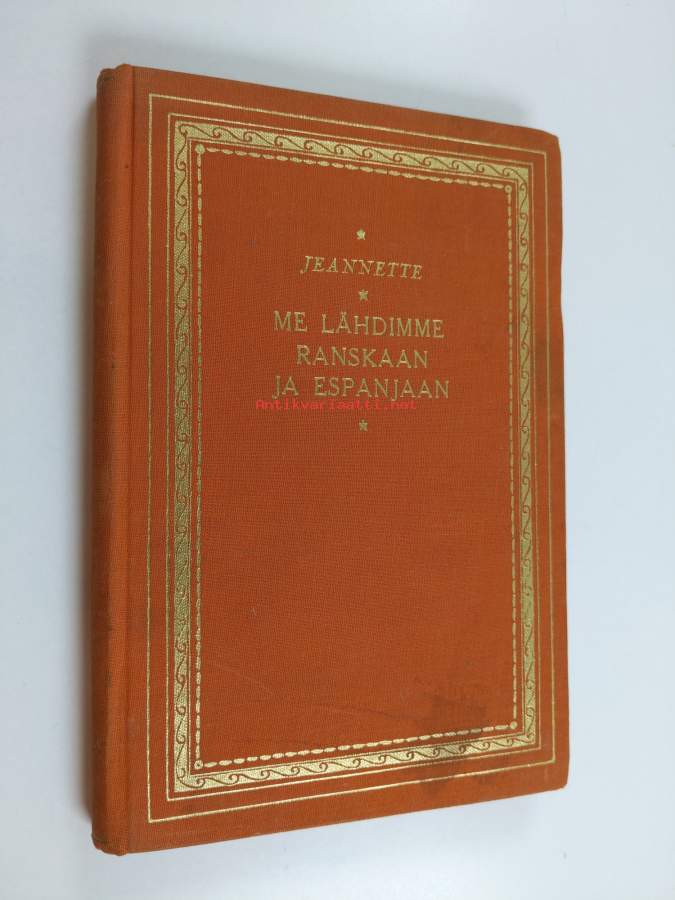 JEANNETTE
ME LÄHDIMME
RANSKAAN
JA ESPANJAAN
Antikvariaatti.net